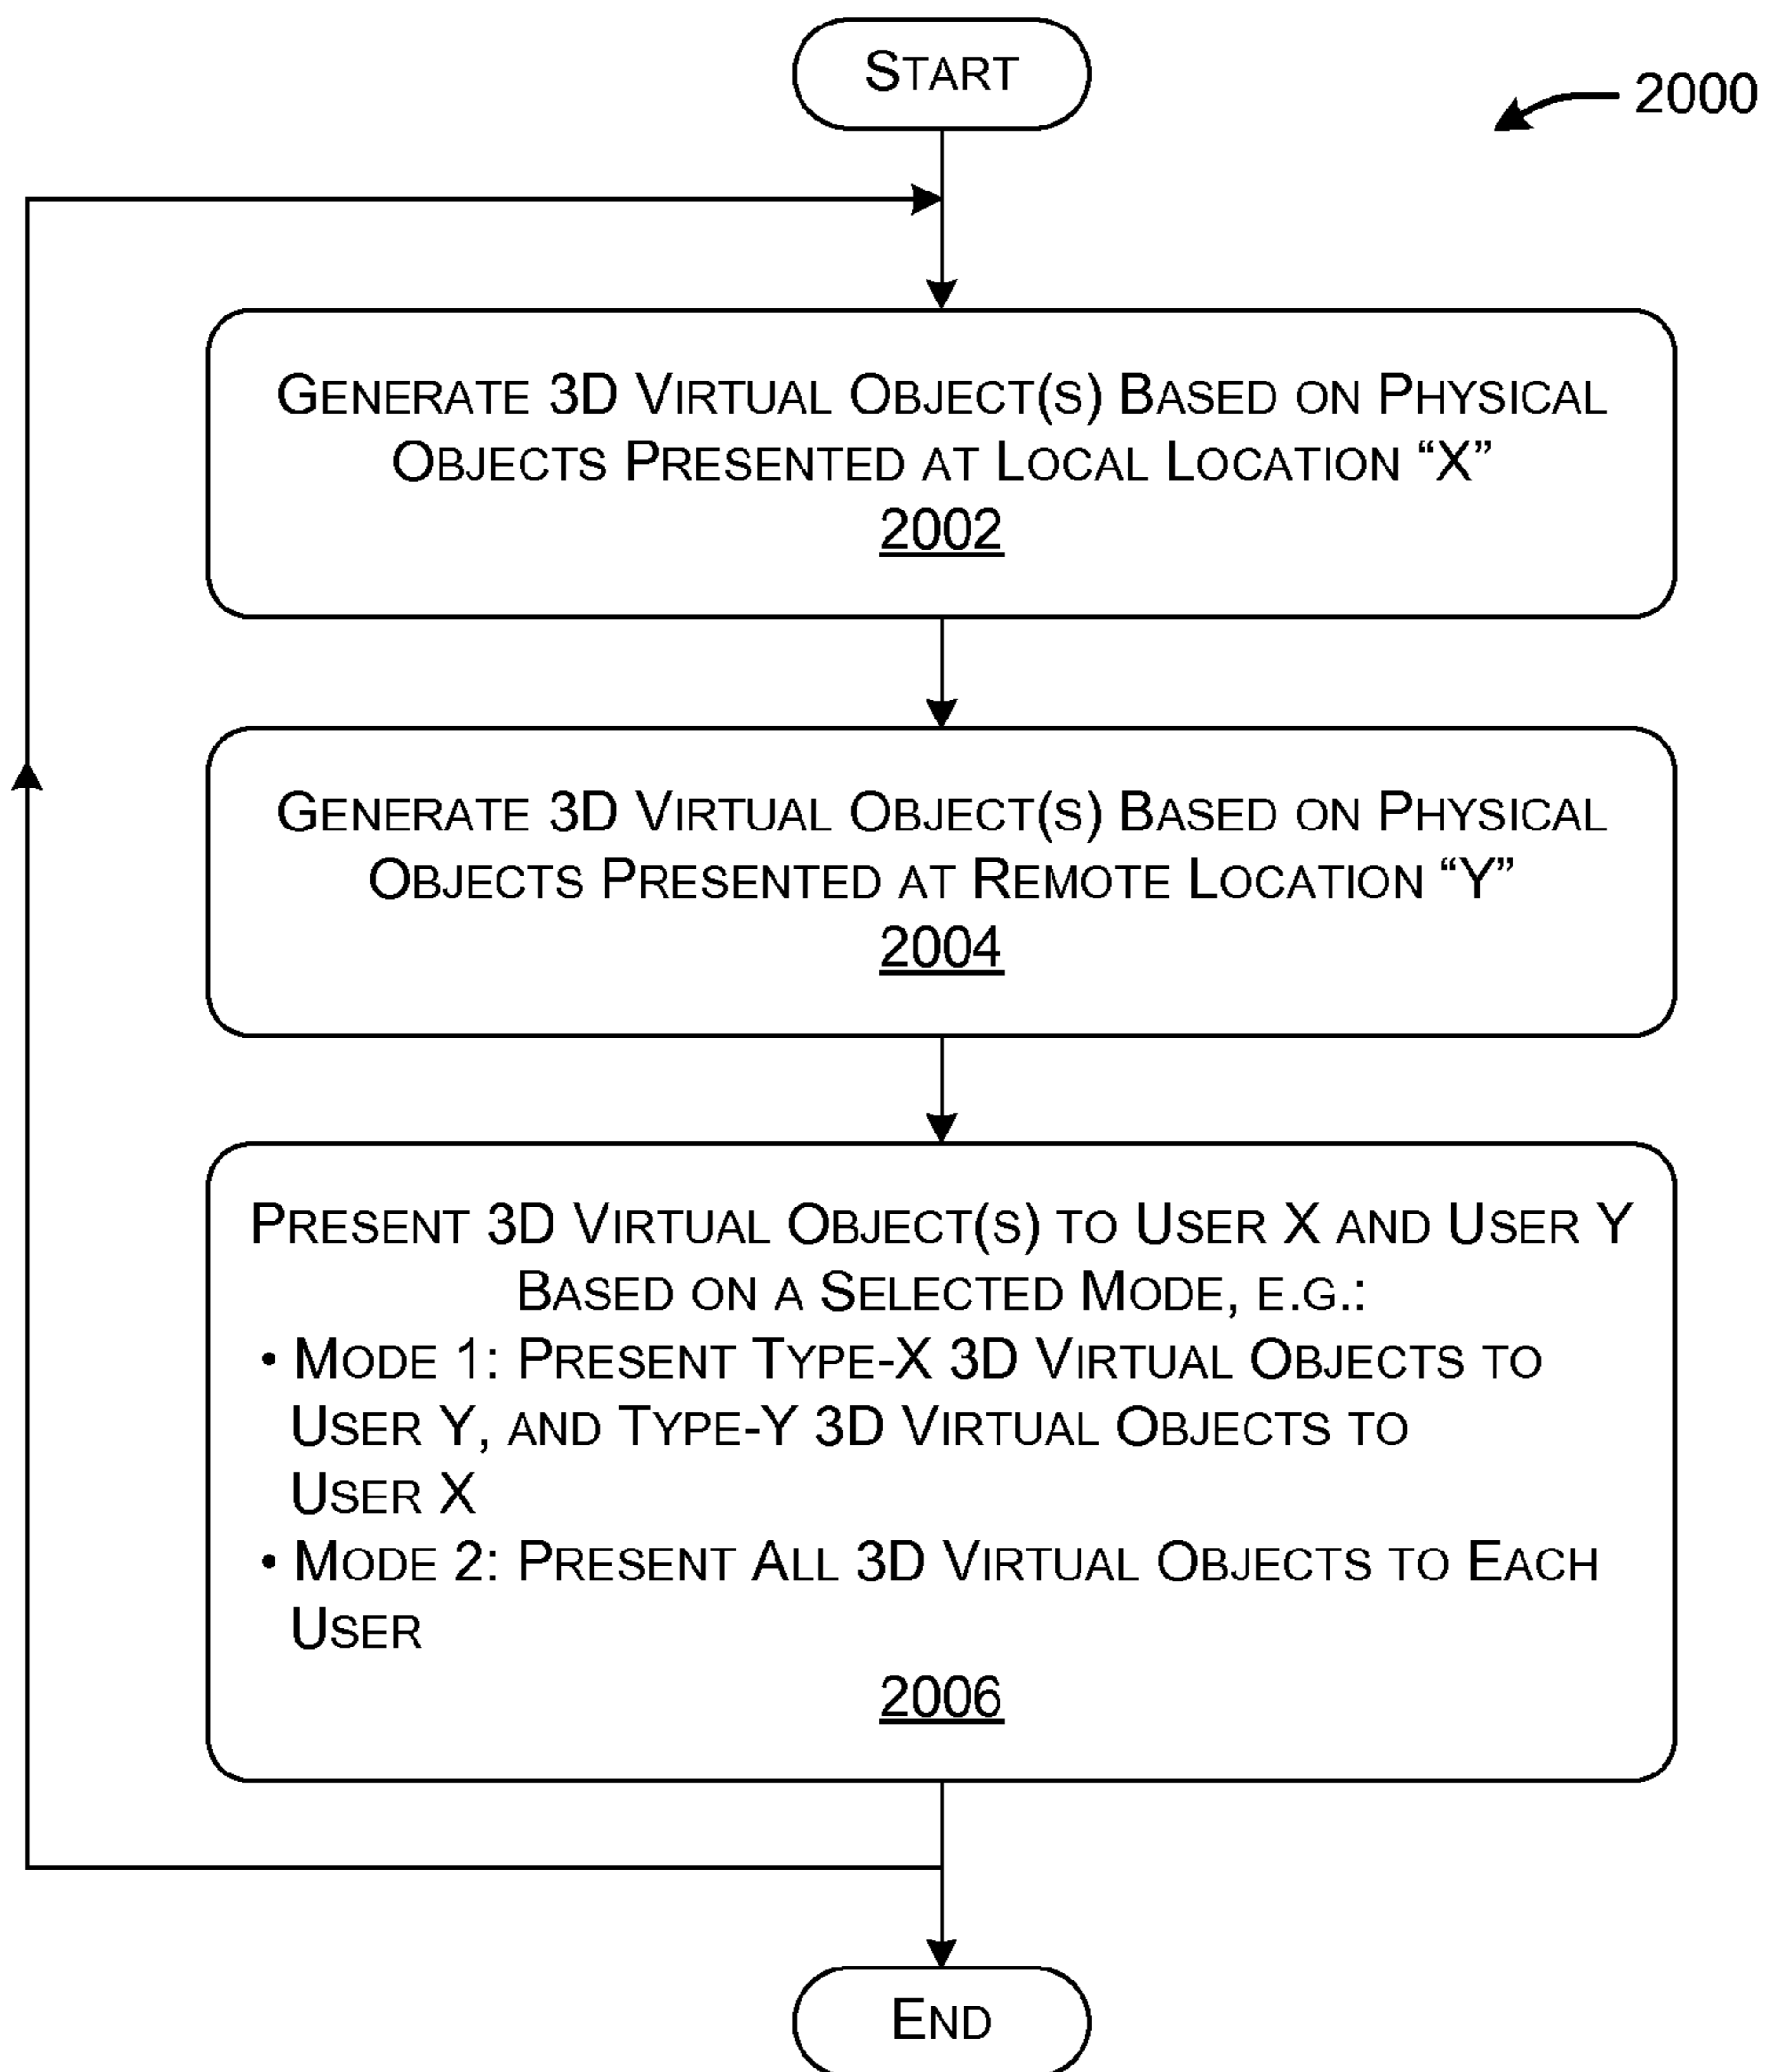 START
2000
GENERATE 3D VIRTUAL OBJECT(S) BASED ON PHYSICAL
OBJECTS PRESENTED AT LOCAL LOCATION “X”
2002
GENERATE 3D VIRTUAL OBJECT(S) BASED ON PHYSICAL
OBJECTS PRESENTED AT REMOTE LOCATION “Y”
2004
PRESENT 3D VIRTUAL OBJECT(S) TO USER X AND USER Y
BASED ON A SELECTED MODE, E.G.:
• MODE 1: PRESENT TYPE-X 3D VIRTUAL OBJECTS TO
USER Y, AND TYPE-Y 3D VIRTUAL OBJECTS TO
USER X
• MODE 2: PRESENT ALL 3D VIRTUAL OBJECTS TO EACH
USER
2006
END